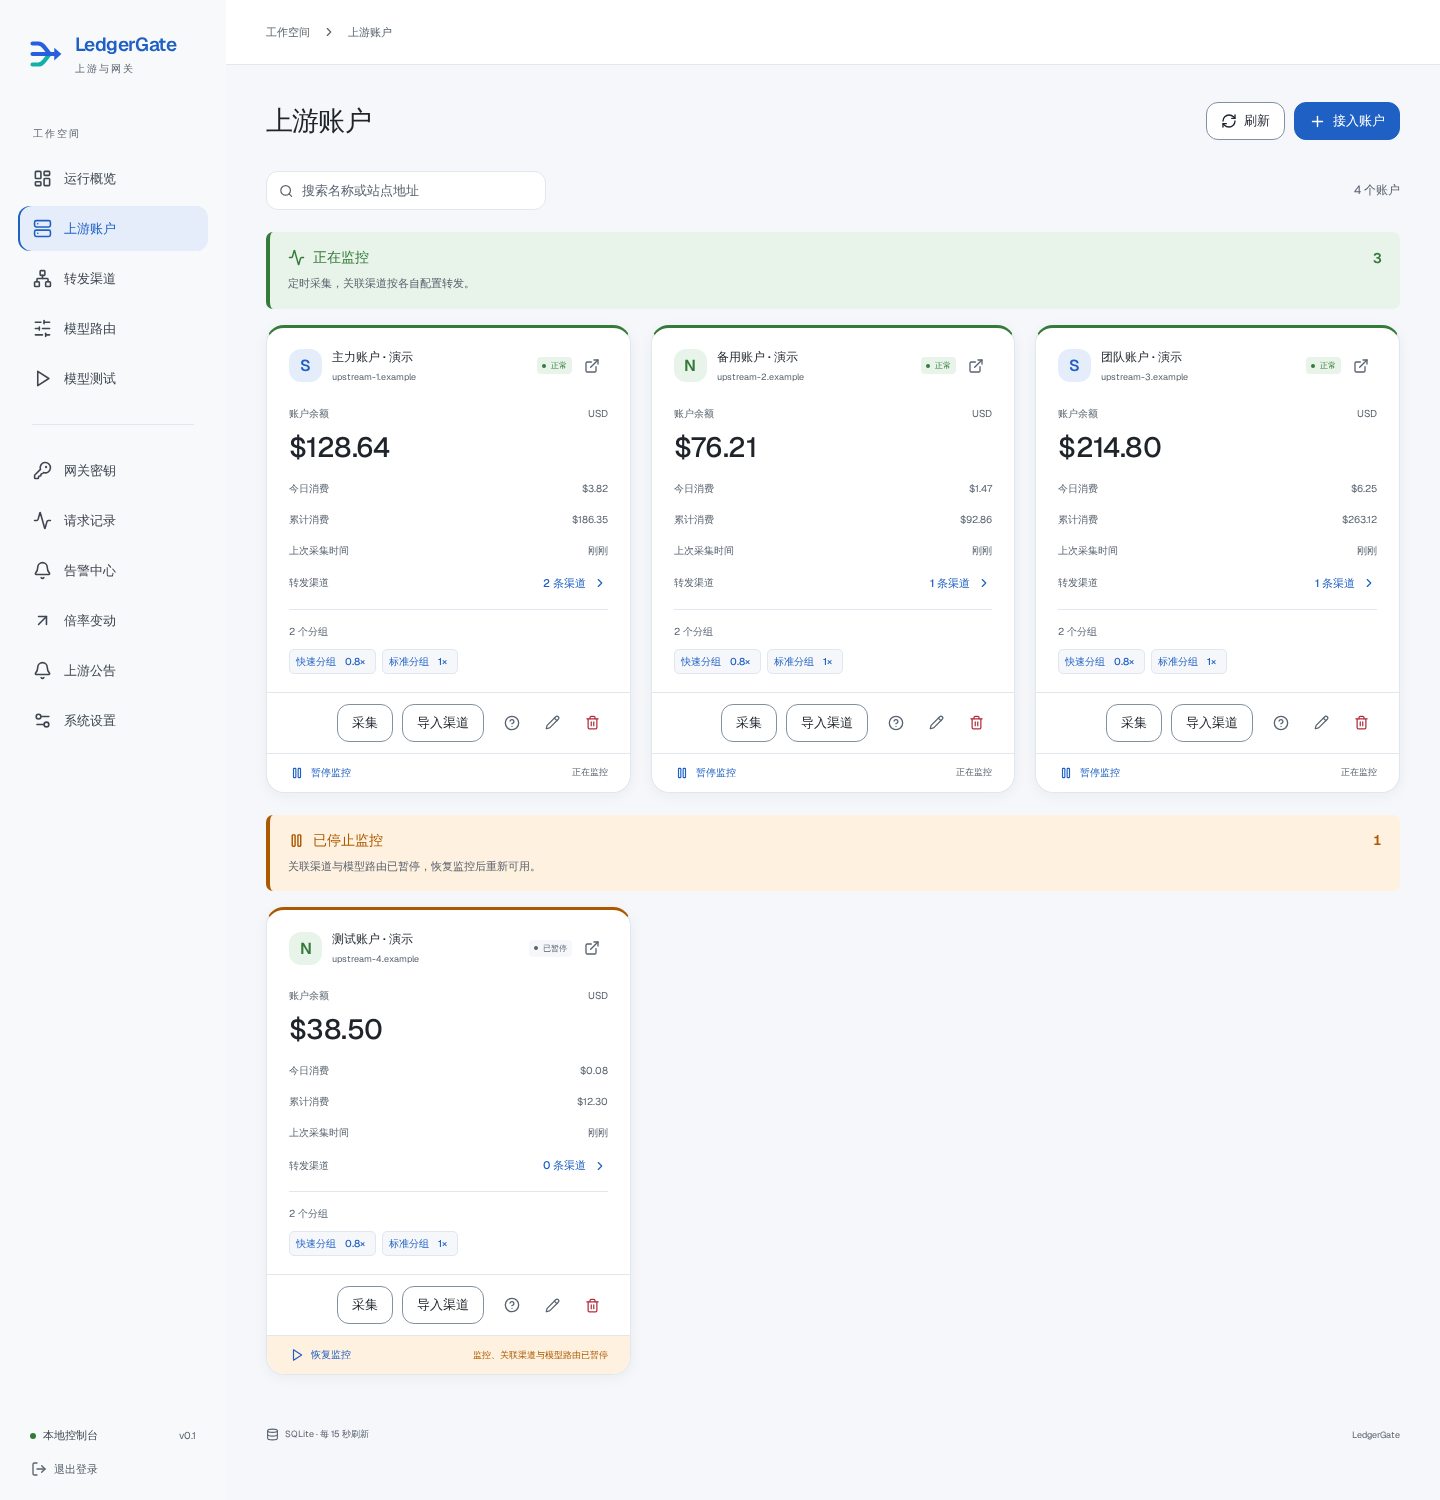 LedgerGate
上游与网关
工作空间
运行概览
上游账户
转发渠道
模型路由
模型测试
网关密钥
请求记录
告警中心
倍率变动
上游公告
系统设置
本地控制台 v0.1
退出登录
工作空间 上游账户
上游账户
刷新 接入账户
搜索名称或站点地址 4 个账户
正在监控 3
定时采集，关联渠道按各自配置转发。
S 主力账户 · 演示 正常
upstream-1.example
账户余额 USD
$128.64
今日消费 $3.82
累计消费 $186.35
上次采集时间 刚刚
转发渠道 2 条渠道
2 个分组
快速分组 0.8× 标准分组 1×
采集 导入渠道
暂停监控 正在监控
N 备用账户 · 演示 正常
upstream-2.example
账户余额 USD
$76.21
今日消费 $1.47
累计消费 $92.86
上次采集时间 刚刚
转发渠道 1 条渠道
2 个分组
快速分组 0.8× 标准分组 1×
采集 导入渠道
暂停监控 正在监控
S 团队账户 · 演示 正常
upstream-3.example
账户余额 USD
$214.80
今日消费 $6.25
累计消费 $263.12
上次采集时间 刚刚
转发渠道 1 条渠道
2 个分组
快速分组 0.8× 标准分组 1×
采集 导入渠道
暂停监控 正在监控
已停止监控 1
关联渠道与模型路由已暂停，恢复监控后重新可用。
N 测试账户 · 演示 已暂停
upstream-4.example
账户余额 USD
$38.50
今日消费 $0.08
累计消费 $12.30
上次采集时间 刚刚
转发渠道 0 条渠道
2 个分组
快速分组 0.8× 标准分组 1×
采集 导入渠道
恢复监控 监控、关联渠道与模型路由已暂停
SQLite · 每 15 秒刷新 LedgerGate